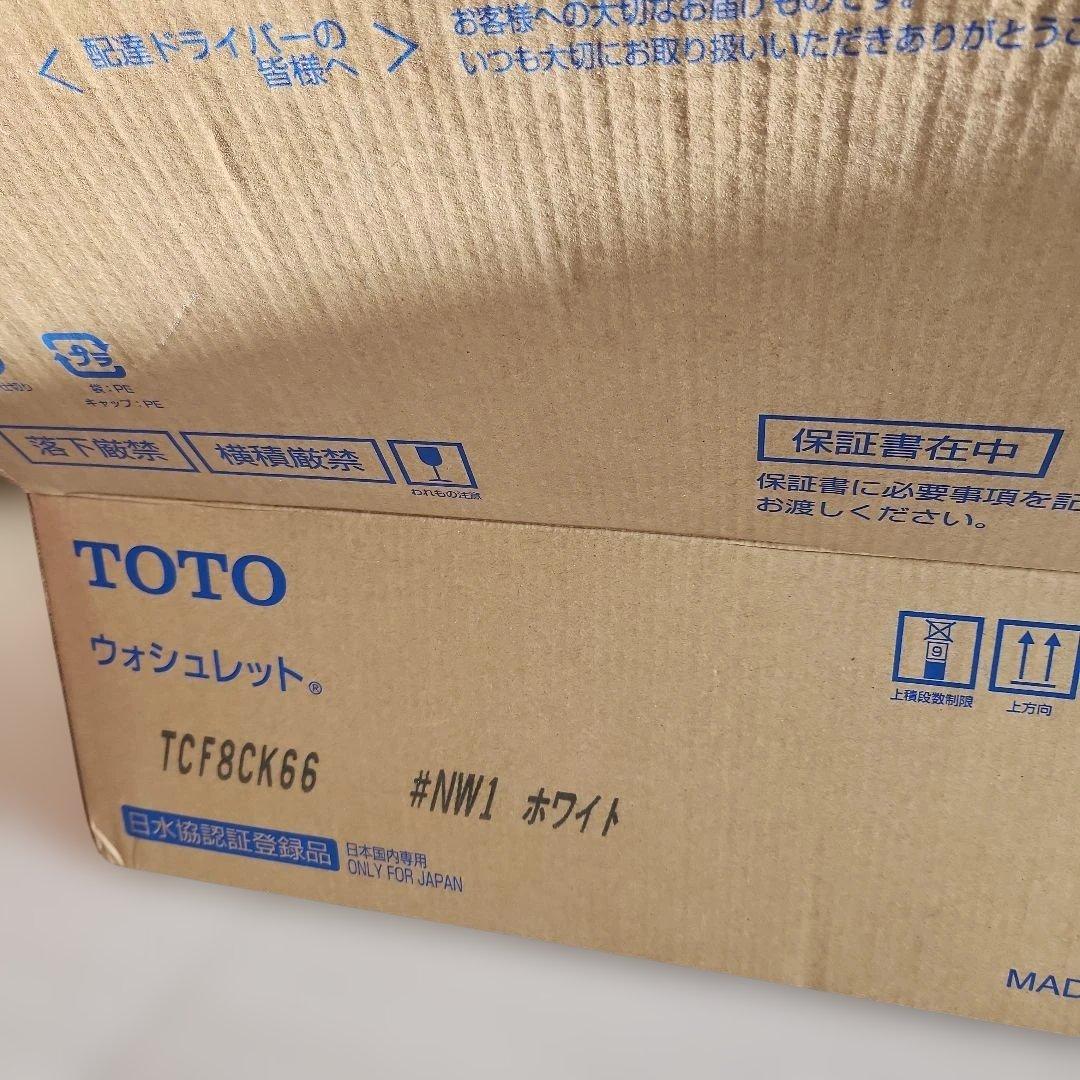 配達ドライバーの
皆様へ
お客様への大切なお届けものです。
いつも大切にお取り扱いいただきありがとうご
プラ
袋:PE
キャップ:PE
落下厳禁
横積厳禁
われもの注意
保証書在中
保証書に必要事項を記
お渡しください。
TOTO
ウォシュレット®
9
上積段数制限
上方向
TCF8CK66 #NW1 ホワイト
日水協認証登録品
日本国内専用
ONLY FOR JAPAN
MAD